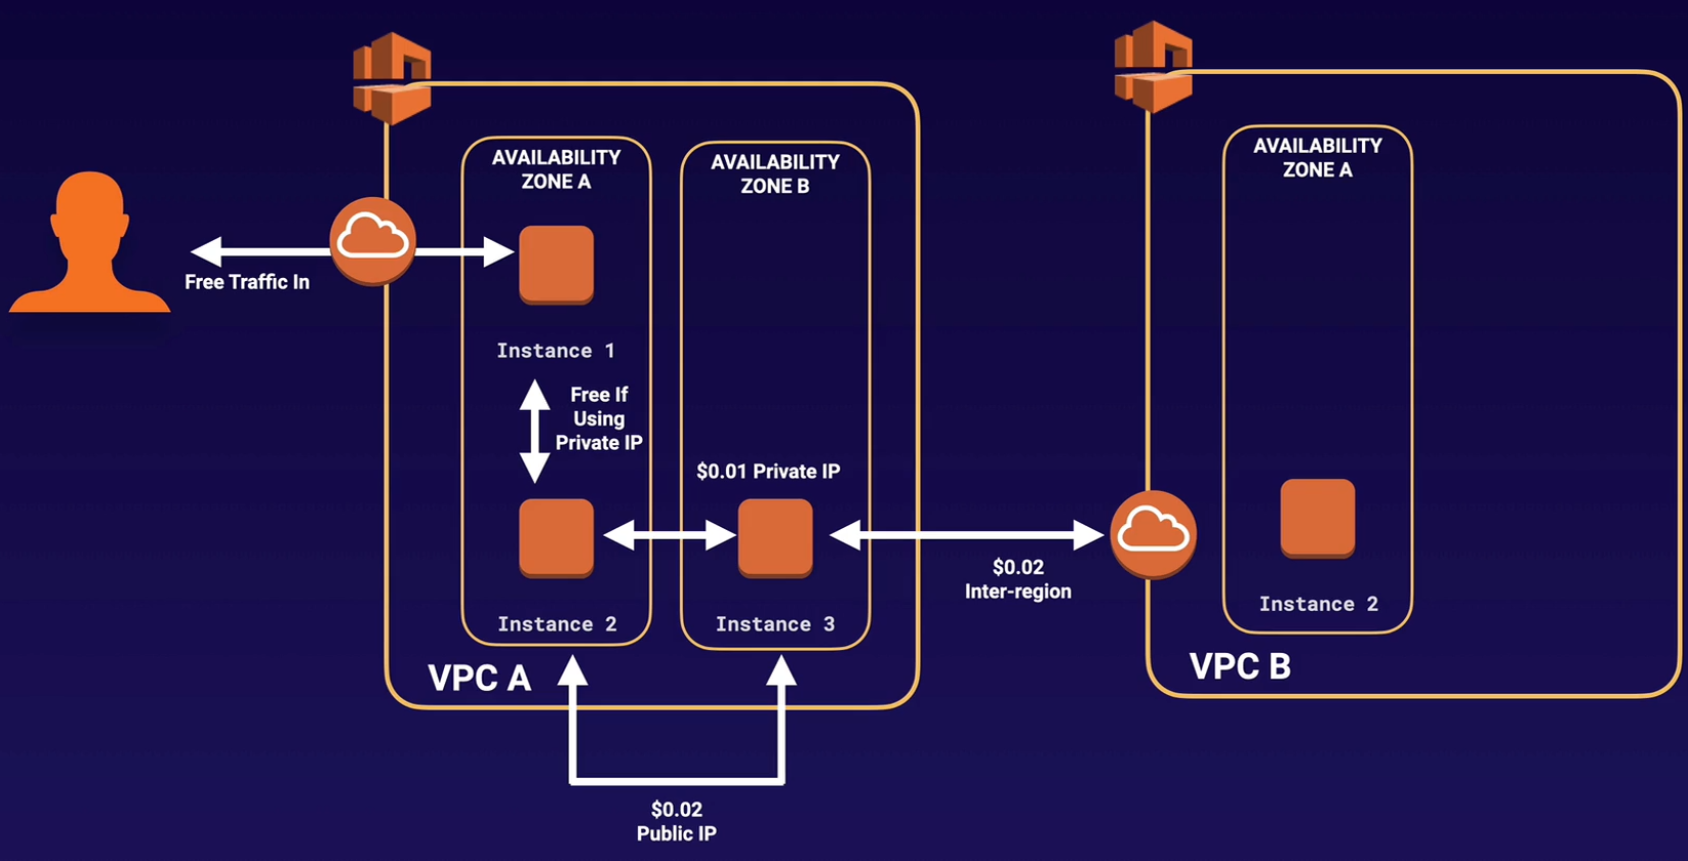 AVAILABILITY
ZONE A
AVAILABILITY
ZONE B
AVAILABILITY
ZONE A
Free Traffic In
Instance 1
Free If
Using
Private IP
$0.01 Private IP
$0.02
Inter-region
Instance 2
Instance 3
Instance 2
VPC A
VPC B
$0.02
Public IP